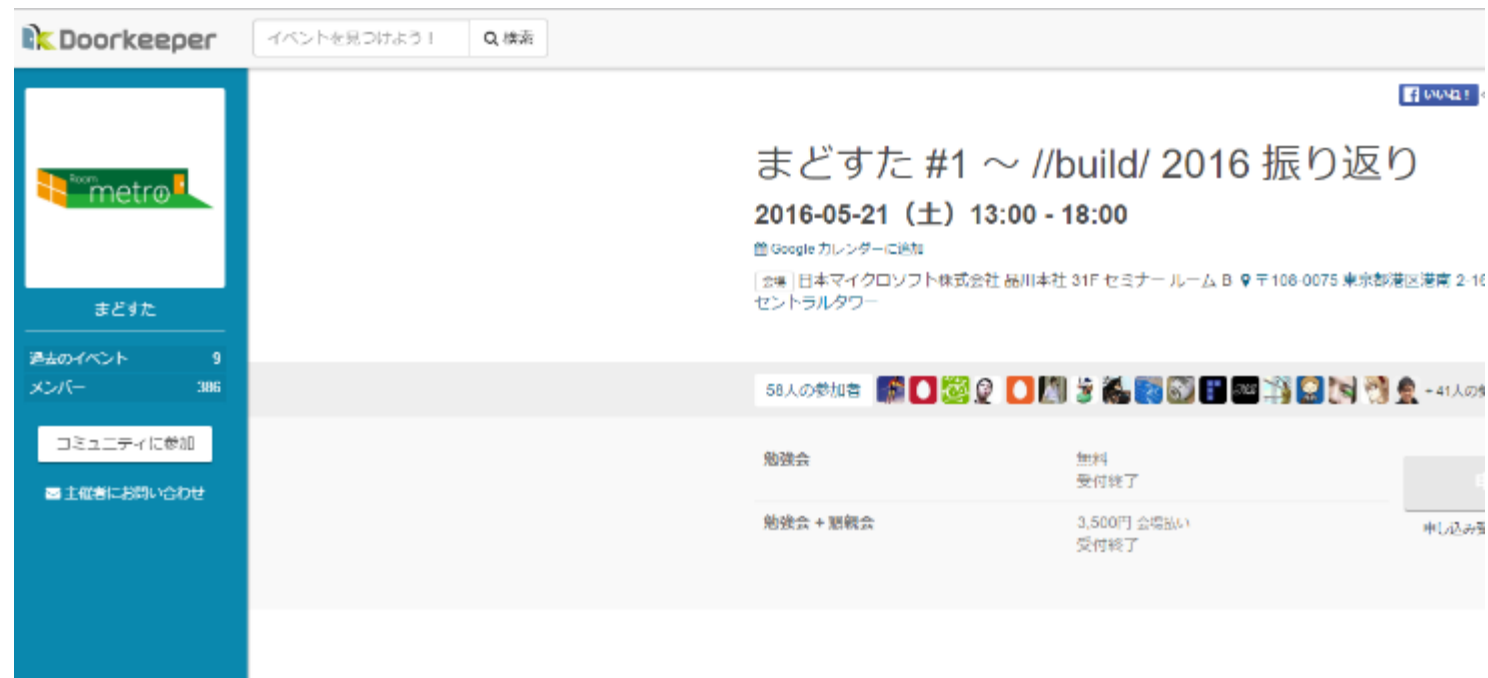 Doorkeeper
イベントを見つけよう！
検索
Room
metro
まどすた
過去のイベント 9
メンバー 386
コミュニティに参加
主催者にお問い合わせ
いいね！
まどすた #1 ～ //build/ 2016 振り返り
2016-05-21（土）13:00 - 18:00
Google カレンダーに追加
会場 日本マイクロソフト株式会社 品川本社 31F セミナー ルーム B 〒108-0075 東京都港区港南 2-16
セントラルタワー
58人の参加者 + 41人の
勉強会 無料
受付終了
勉強会 + 懇親会 3,500円 会場払い
受付終了
申し込み受